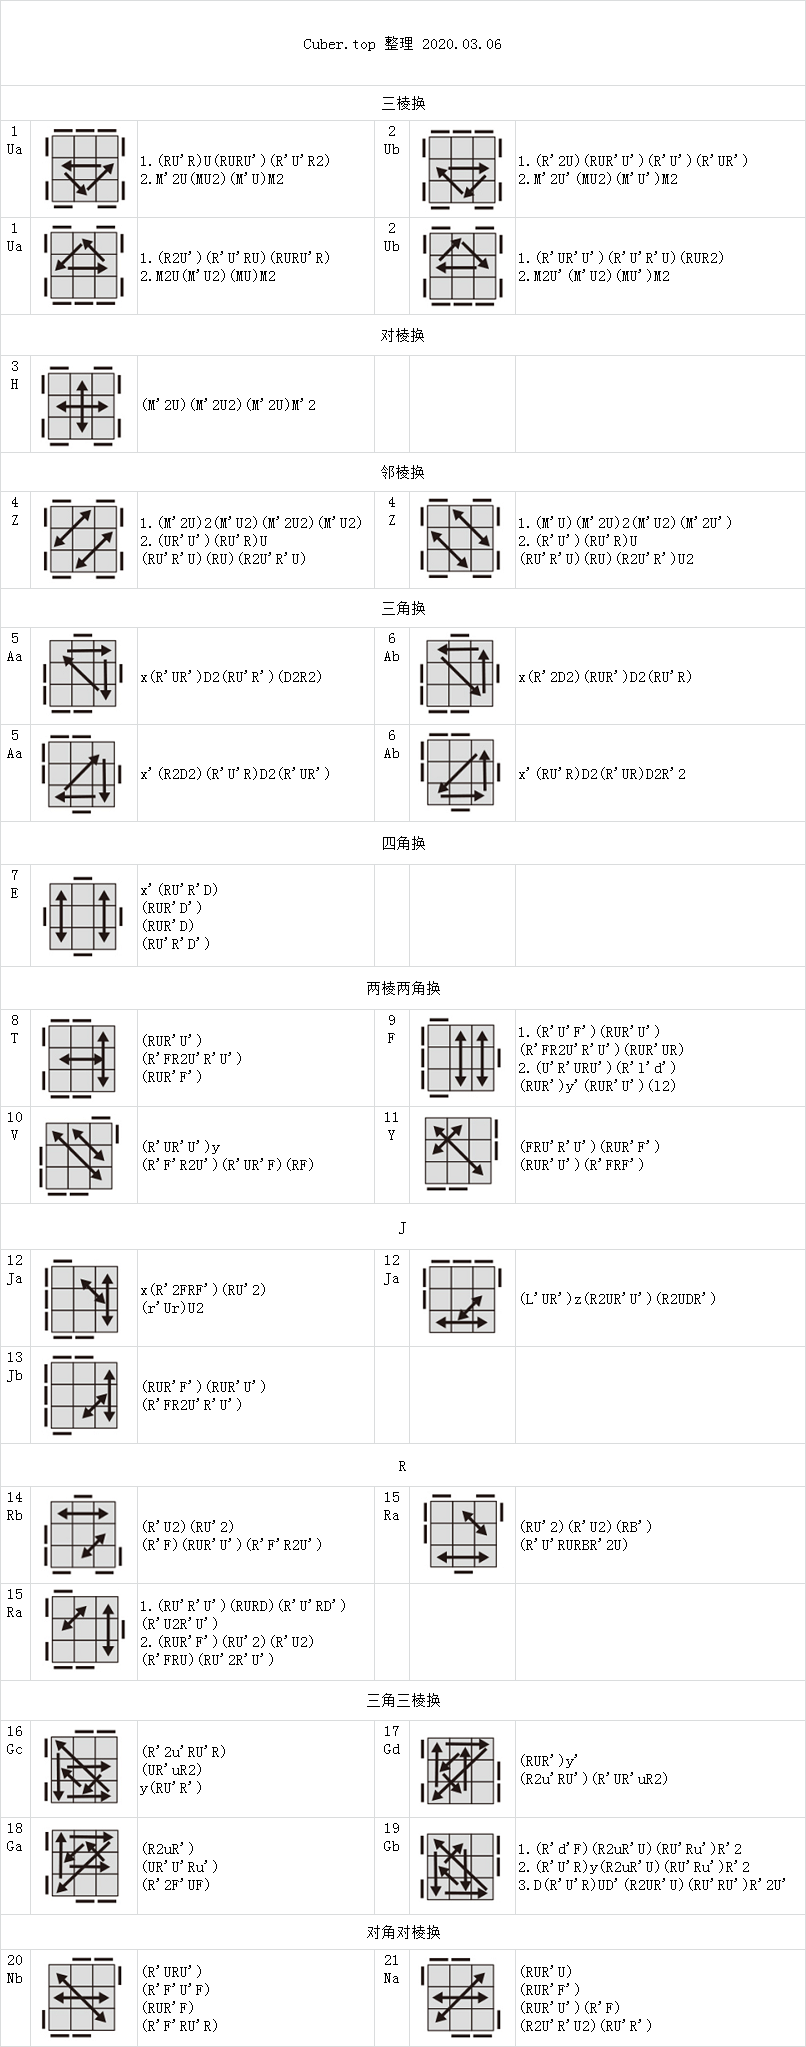 Cuber.top 整理 2020.03.06
三棱换
1
Ua
1.(RU'R)U(RURU')(R'U'R2)
2.M'2U(MU2)(M'U)M2
2
Ub
1.(R'2U)(RUR'U')(R'U')(R'UR')
2.M'2U'(MU2)(M'U')M2
1
Ua
1.(R2U')(R'U'RU)(RURU'R)
2.M2U(M'U2)(MU)M2
2
Ub
1.(R'UR'U')(R'U'R'U)(RUR2)
2.M2U'(M'U2)(MU')M2
对棱换
3
H
(M'2U)(M'2U2)(M'2U)M'2
邻棱换
4
Z
1.(M'2U)2(M'U2)(M'2U2)(M'U2)
2.(UR'U')(RU'R)U
(RU'R'U)(RU)(R2U'R'U)
4
Z
1.(M'U)(M'2U)2(M'U2)(M'2U')
2.(R'U')(RU'R)U
(RU'R'U)(RU)(R2U'R')U2
三角换
5
Aa
x(R'UR')D2(RU'R')(D2R2)
6
Ab
x(R'2D2)(RUR')D2(RU'R)
5
Aa
x'(R2D2)(R'U'R)D2(R'UR')
6
Ab
x'(RU'R)D2(R'UR)D2R'2
四角换
7
E
x'(RU'R'D)
(RUR'D')
(RUR'D)
(RU'R'D')
两棱两角换
8
T
(RUR'U')
(R'FR2U'R'U')
(RUR'F')
9
F
1.(R'U'F')(RUR'U')
(R'FR2U'R'U')(RUR'UR)
2.(U'R'URU')(R'l'd')
(RUR')y'(RUR'U')(l2)
10
V
(R'UR'U')y
(R'F'R2U')(R'UR'F)(RF)
11
Y
(FRU'R'U')(RUR'F')
(RUR'U')(R'FRF')
J
12
Ja
x(R'2FRF')(RU'2)
(r'Ur)U2
12
Ja
(L'UR')z(R2UR'U')(R2UDR')
13
Jb
(RUR'F')(RUR'U')
(R'FR2U'R'U')
R
14
Rb
(R'U2)(RU'2)
(R'F)(RUR'U')(R'F'R2U')
15
Ra
(RU'2)(R'U2)(RB')
(R'U'RURBR'2U)
15
Ra
1.(RU'R'U')(RURD)(R'U'RD')
(R'U2R'U')
2.(RUR'F')(RU'2)(R'U2)
(R'FRU)(RU'2R'U')
三角三棱换
16
Gc
(R'2u'RU'R)
(UR'uR2)
y(RU'R')
17
Gd
(RUR')y'
(R2u'RU')(R'UR'uR2)
18
Ga
(R2uR')
(UR'U'Ru')
(R'2F'UF)
19
Gb
1.(R'd'F)(R2uR'U)(RU'Ru')R'2
2.(R'U'R)y(R2uR'U)(RU'Ru')R'2
3.D(R'U'R)UD'(R2UR'U)(RU'RU')R'2U'
对角对棱换
20
Nb
(R'URU')
(R'F'U'F)
(RUR'F)
(R'F'RU'R)
21
Na
(RUR'U)
(RUR'F')
(RUR'U')(R'F)
(R2U'R'U2)(RU'R')